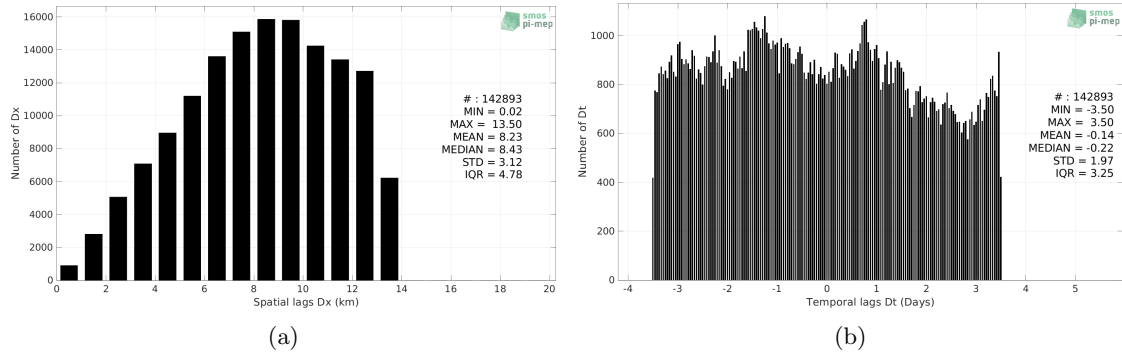 16000
14000
12000
10000
8000
6000
4000
2000
0
Number of Dx
0 2 4 6 8 10 12 14 16 18 20
Spatial lags Dx (km)
smos
pi-mep
# : 142893
MIN = 0.02
MAX = 13.50
MEAN = 8.23
MEDIAN = 8.43
STD = 3.12
IQR = 4.78
(a)
1000
800
600
400
200
0
Number of Dt
-4 -3 -2 -1 0 1 2 3 4 5
Temporal lags Dt (Days)
smos
pi-mep
# : 142893
MIN = -3.50
MAX = 3.50
MEAN = -0.14
MEDIAN = -0.22
STD = 1.97
IQR = 3.25
(b)